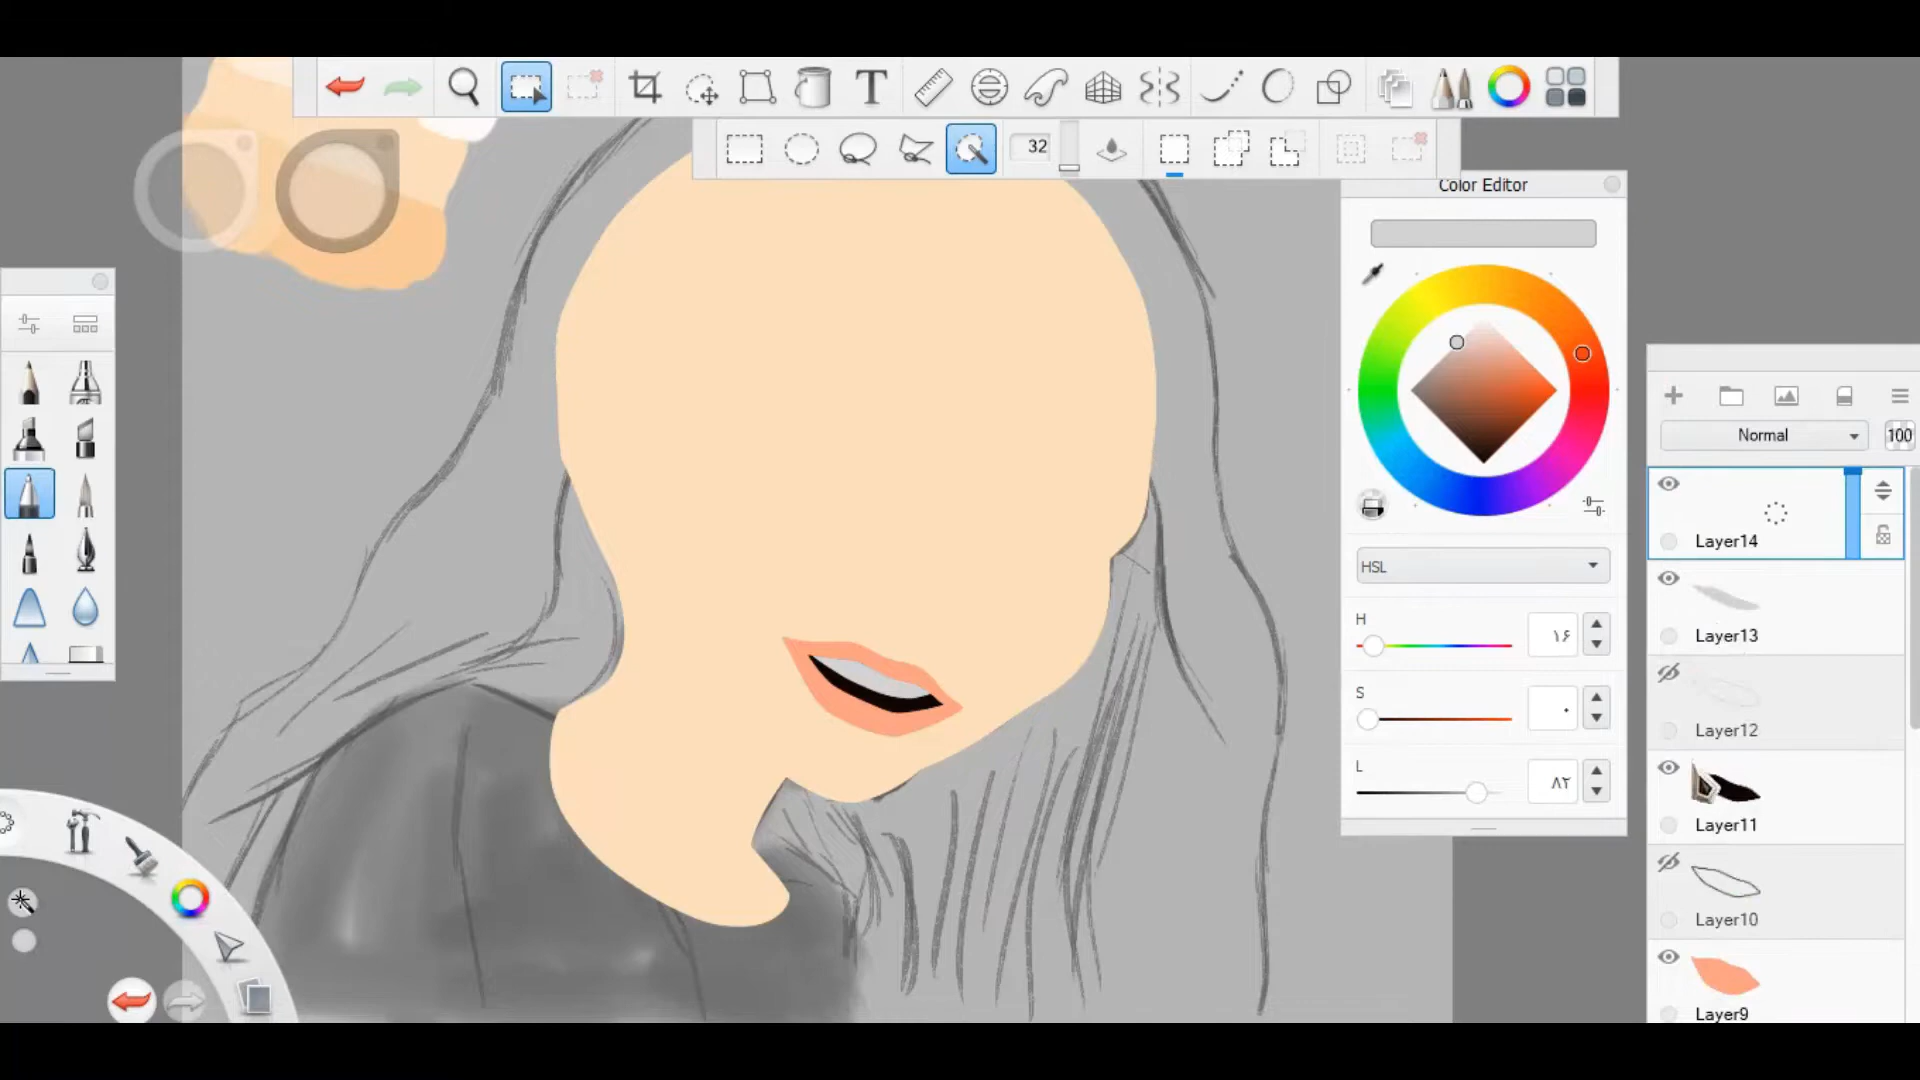 T
32
Color Editor
HSL
H
۱۶
S
۰
L
۸۲
Normal
100
Layer14
Layer13
Layer12
Layer11
Layer10
Layer9